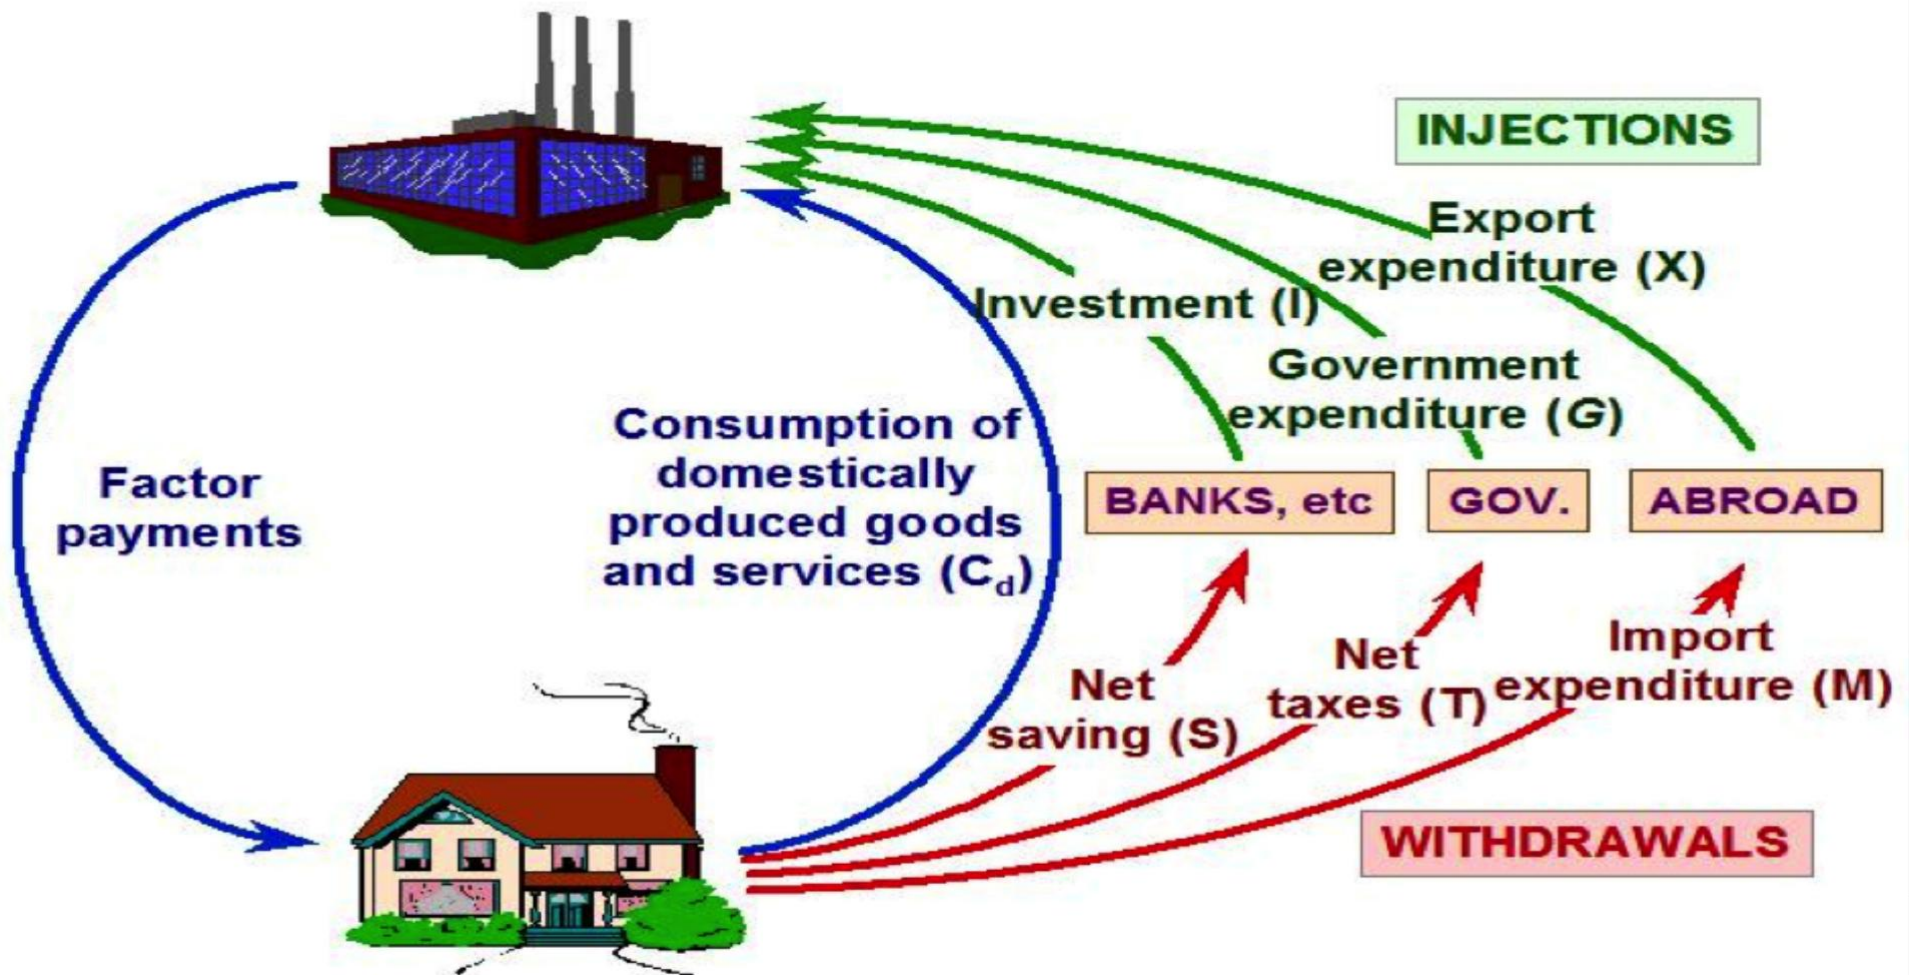 INJECTIONS
Export
expenditure (X)
Investment (I)
Government
expenditure (G)
Factor
payments
Consumption of
domestically
produced goods
and services (Cd)
BANKS, etc
GOV.
ABROAD
Net
saving (S)
Net
taxes (T)
Import
expenditure (M)
WITHDRAWALS